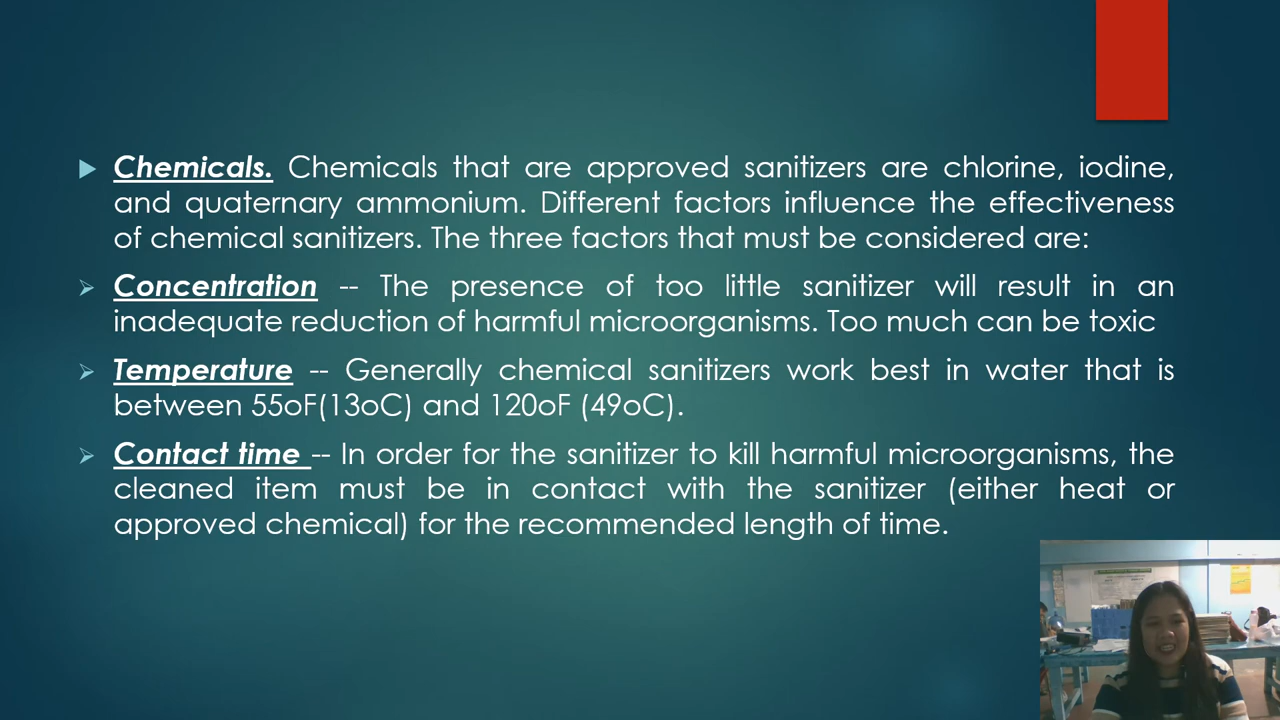 Chemicals. Chemicals that are approved sanitizers are chlorine, iodine,
and quaternary ammonium. Different factors influence the effectiveness
of chemical sanitizers. The three factors that must be considered are:
Concentration -- The presence of too little sanitizer will result in an
inadequate reduction of harmful microorganisms. Too much can be toxic
Temperature -- Generally chemical sanitizers work best in water that is
between 55oF(13oC) and 120oF (49oC).
Contact time -- In order for the sanitizer to kill harmful microorganisms, the
cleaned item must be in contact with the sanitizer (either heat or
approved chemical) for the recommended length of time.